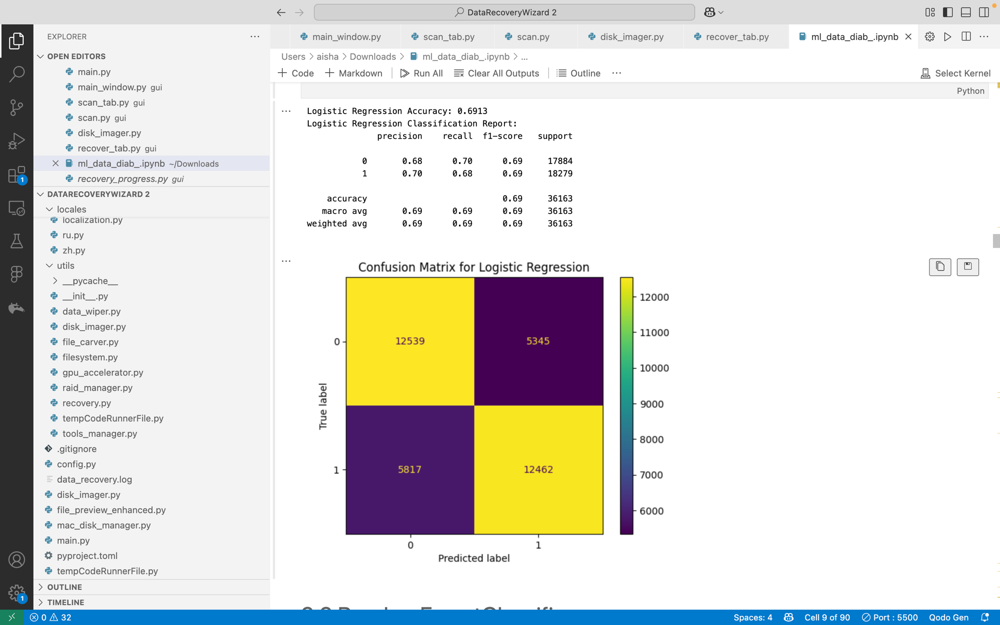 DataRecoveryWizard 2
EXPLORER
OPEN EDITORS
main.py
main_window.py gui
scan_tab.py gui
scan.py gui
disk_imager.py
recover_tab.py gui
ml_data_diab_.ipynb ~/Downloads
recovery_progress.py gui
DATARECOVERYWIZARD 2
locales
localization.py
ru.py
zh.py
utils
__pycache__
__init__.py
data_wiper.py
disk_imager.py
file_carver.py
filesystem.py
gpu_accelerator.py
raid_manager.py
recovery.py
tempCodeRunnerFile.py
tools_manager.py
.gitignore
config.py
data_recovery.log
disk_imager.py
file_preview_enhanced.py
mac_disk_manager.py
main.py
pyproject.toml
tempCodeRunnerFile.py
OUTLINE
TIMELINE
1
1
main_window.py scan_tab.py scan.py disk_imager.py recover_tab.py ml_data_diab_.ipynb
Users > aisha > Downloads > ml_data_diab_.ipynb > ...
+ Code + Markdown Run All Clear All Outputs Outline ... Select Kernel
Python
Logistic Regression Accuracy: 0.6913
Logistic Regression Classification Report:
precision recall f1-score support
0 0.68 0.70 0.69 17884
1 0.70 0.68 0.69 18279
accuracy 0.69 36163
macro avg 0.69 0.69 0.69 36163
weighted avg 0.69 0.69 0.69 36163
Confusion Matrix for Logistic Regression
12539 5345
5817 12462
True label
0
1
0 1
Predicted label
12000
11000
10000
9000
8000
7000
6000
0 32
Spaces: 4 Cell 9 of 90 Port : 5500 Qodo Gen